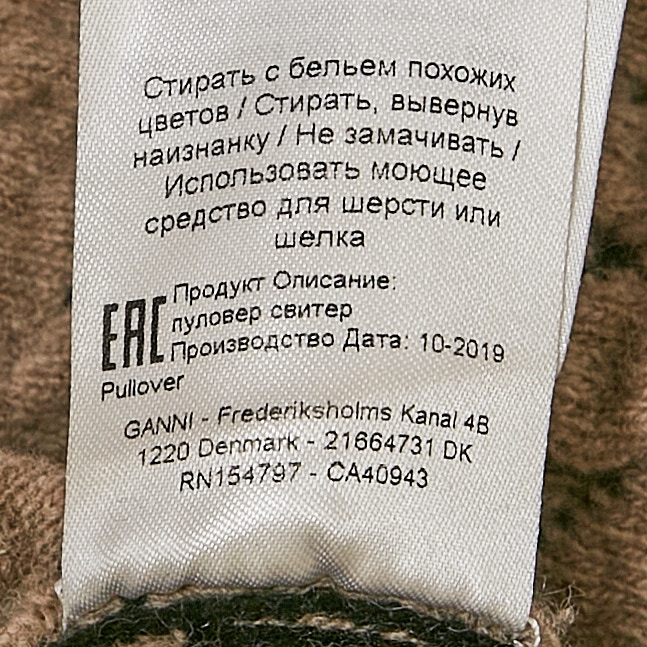 Стирать с бельем похожих
цветов / Стирать, вывернув
наизнанку / Не замачивать /
Использовать моющее
средство для шерсти или
шелка
EAC
Продукт Описание:
пуловер свитер
Производство Дата: 10-2019
Pullover
GANNI - Frederiksholms Kanal 4B
1220 Denmark - 21664731 DK
RN154797 - CA40943